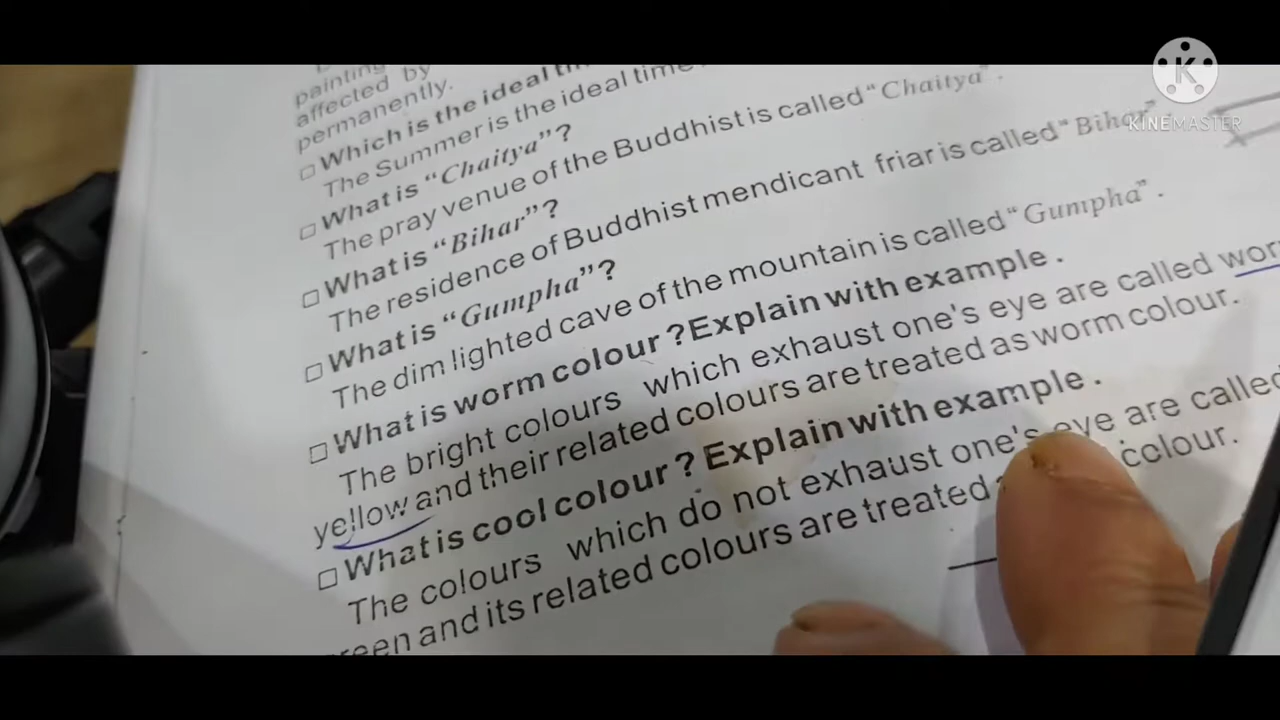 painting
affected by
permanently.
□ Which is the ideal
The Summer is the ideal time
□ What is “Chaitya”?
The pray venue of the Buddhist is called “Chaitya”.
□ What is “Bihar”?
The residence of Buddhist mendicant friar is called “Bihar”.
□ What is “Gumpha”?
The dim lighted cave of the mountain is called “Gumpha”.
□ What is worm colour ? Explain with example.
The bright colours which exhaust one's eye are called
yellow and their related colours are treated as worm colour.
□ What is cool colour ? Explain with example.
The colours which do not exhaust one's eye are called
and its related colours are treated colour.
KINEMASTER